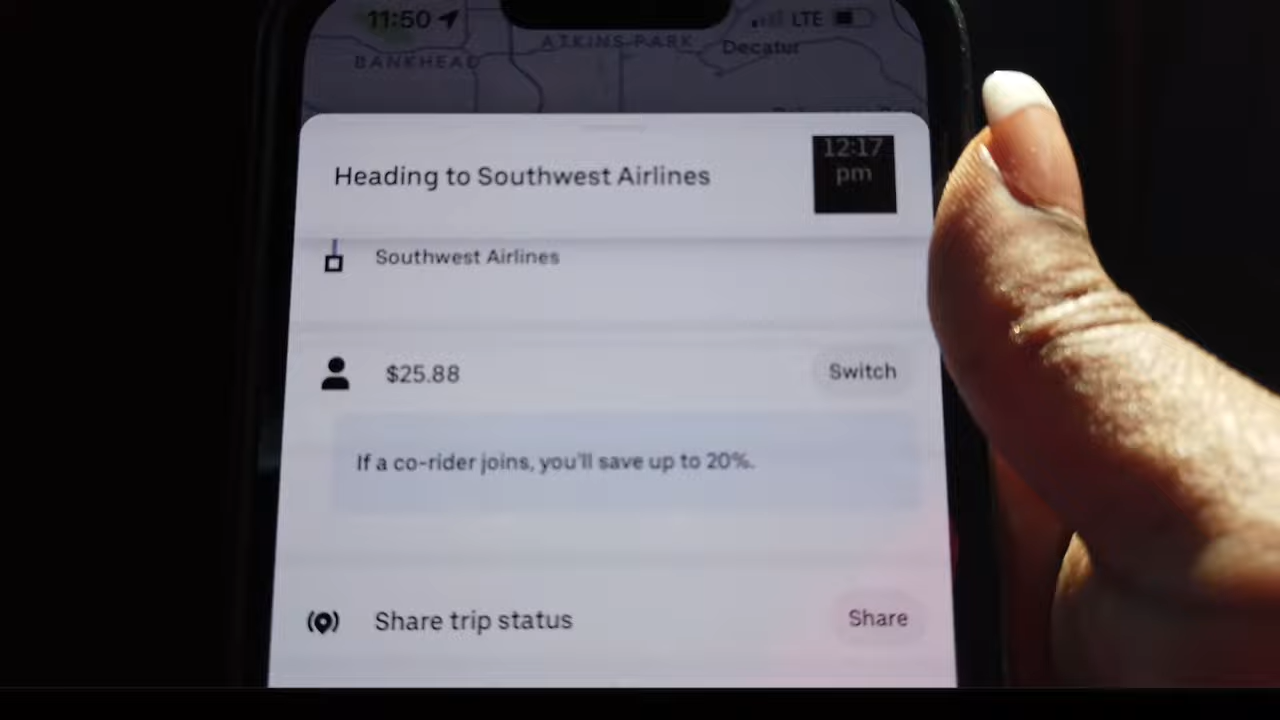 11:50
LTE
ATKINS PARK
Decatur
BANKHEAD
Heading to Southwest Airlines
12:17
pm
Southwest Airlines
$25.88
Switch
If a co-rider joins, you'll save up to 20%.
Share trip status
Share